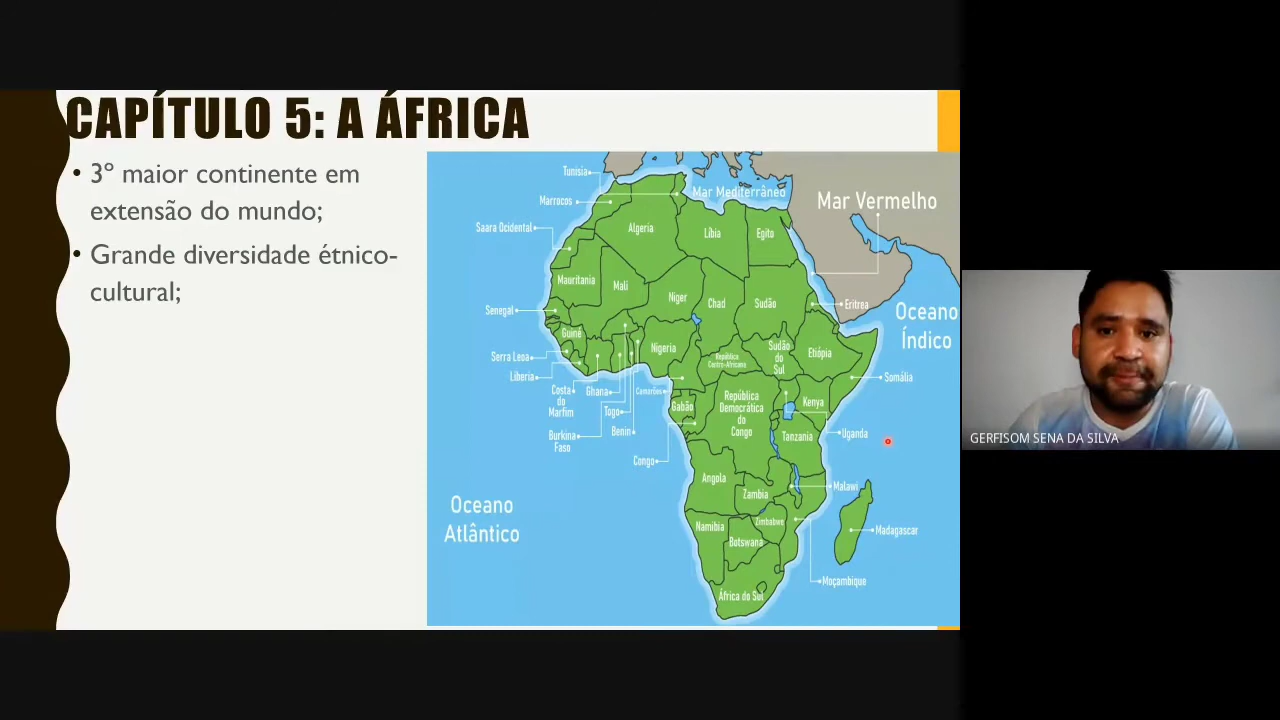 CAPÍTULO 5: A ÁFRICA
• 3º maior continente em
extensão do mundo;
• Grande diversidade étnico-
cultural;
Tunisia
Mar Mediterrâneo
Marrocos
Mar Vermelho
Saara Ocidental
Algeria
Líbia
Egito
Mauritania
Mali
Niger
Chad
Sudão
Eritrea
Senegal
Oceano
Índico
Guiné
Nigeria
República
Centro-Africana
Sudão
do
Sul
Etiópia
Serra Leoa
Liberia
Somália
Costa
do
Marfim
Ghana
Camarões
Gabão
República
Democrática
do
Congo
Kenya
Togo
Burkina
Faso
Benin
Tanzania
Uganda
Congo
Angola
Zambia
Malawi
Oceano
Atlântico
Namibia
Zimbabwe
Botswana
Madagascar
Moçambique
África do Sul
GERFISOM SENA DA SILVA